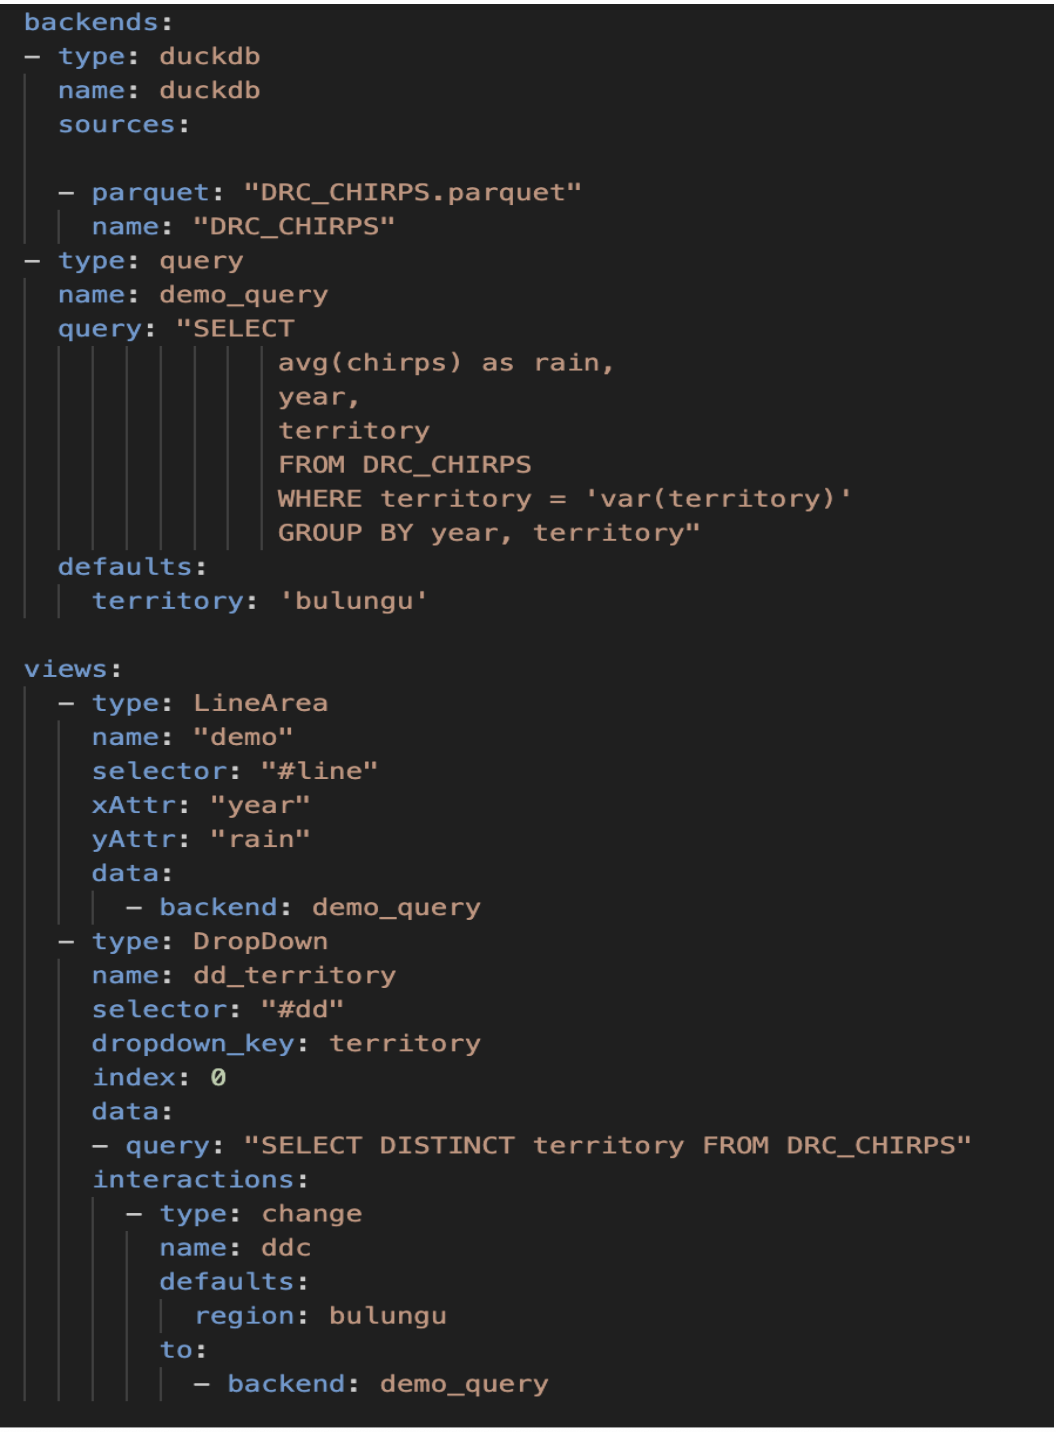 backends:
- type: duckdb
  name: duckdb
  sources:

  - parquet: "DRC_CHIRPS.parquet"
    name: "DRC_CHIRPS"
- type: query
  name: demo_query
  query: "SELECT
               avg(chirps) as rain,
               year,
               territory
               FROM DRC_CHIRPS
               WHERE territory = 'var(territory)'
               GROUP BY year, territory"
  defaults:
    territory: 'bulungu'

views:
  - type: LineArea
    name: "demo"
    selector: "#line"
    xAttr: "year"
    yAttr: "rain"
    data:
      - backend: demo_query
  - type: DropDown
    name: dd_territory
    selector: "#dd"
    dropdown_key: territory
    index: 0
    data:
    - query: "SELECT DISTINCT territory FROM DRC_CHIRPS"
    interactions:
      - type: change
        name: ddc
        defaults:
          region: bulungu
        to:
          - backend: demo_query